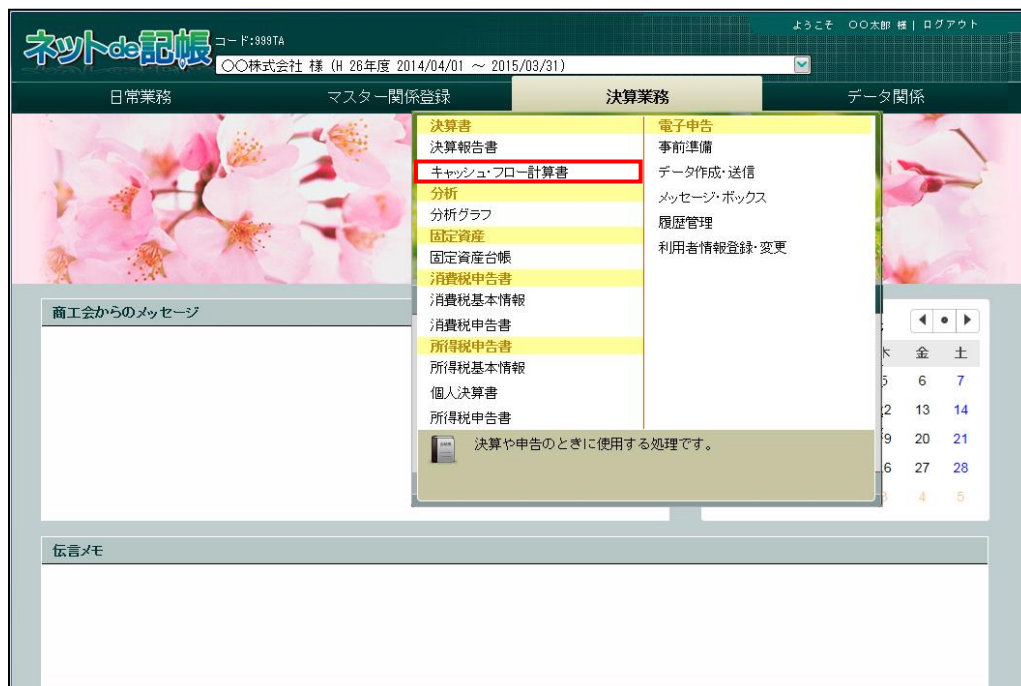 ようこそ 〇〇太郎 様 | ログアウト
ネットde記帳 コード:999TA
〇〇株式会社 様 (H 26年度 2014/04/01 ～ 2015/03/31)
日常業務 マスター関係登録 決算業務 データ関係
決算書 電子申告
決算報告書 事前準備
キャッシュ・フロー計算書 データ作成・送信
分析 メッセージ・ボックス
分析グラフ 履歴管理
固定資産 利用者情報登録・変更
固定資産台帳
消費税申告書
消費税基本情報
消費税申告書
所得税申告書
所得税基本情報
個人決算書
所得税申告書
決算や申告のときに使用する処理です。
商工会からのメッセージ
金 土
6 7
13 14
20 21
27 28
4 5
伝言メモ